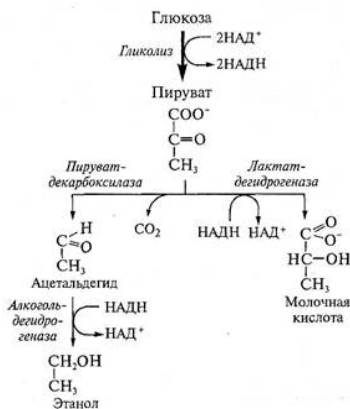 Глюкоза
Гликолиз
2НАД⁺
2НАДН
Пируват
COO⁻
C=O
CH₃
Пируват-
декарбоксилаза
Лактат-
дегидрогеназа
H
C
O
CH₃
Ацетальдегид
CO₂
НАДН НАД⁺
O
C
O⁻
HC-OH
CH₃
Молочная
кислота
Алкоголь-
дегидро-
геназа
НАДН
НАД⁺
CH₂OH
CH₃
Этанол